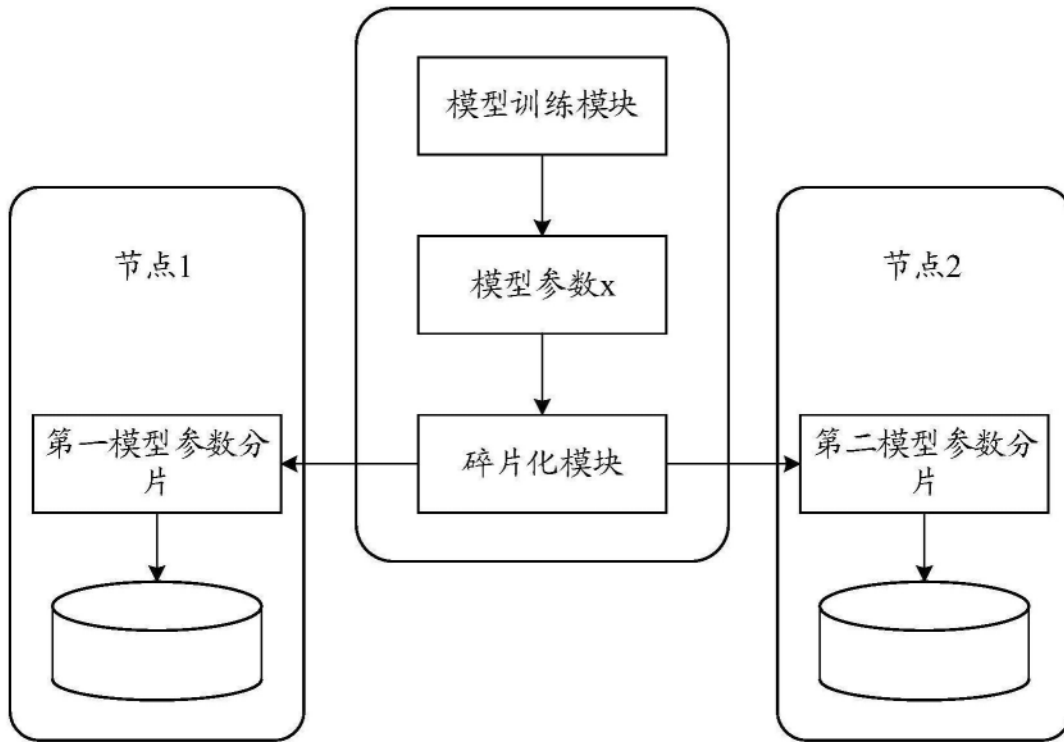 模型训练模块
节点1
模型参数x
节点2
第一模型参数分
片
碎片化模块
第二模型参数分
片